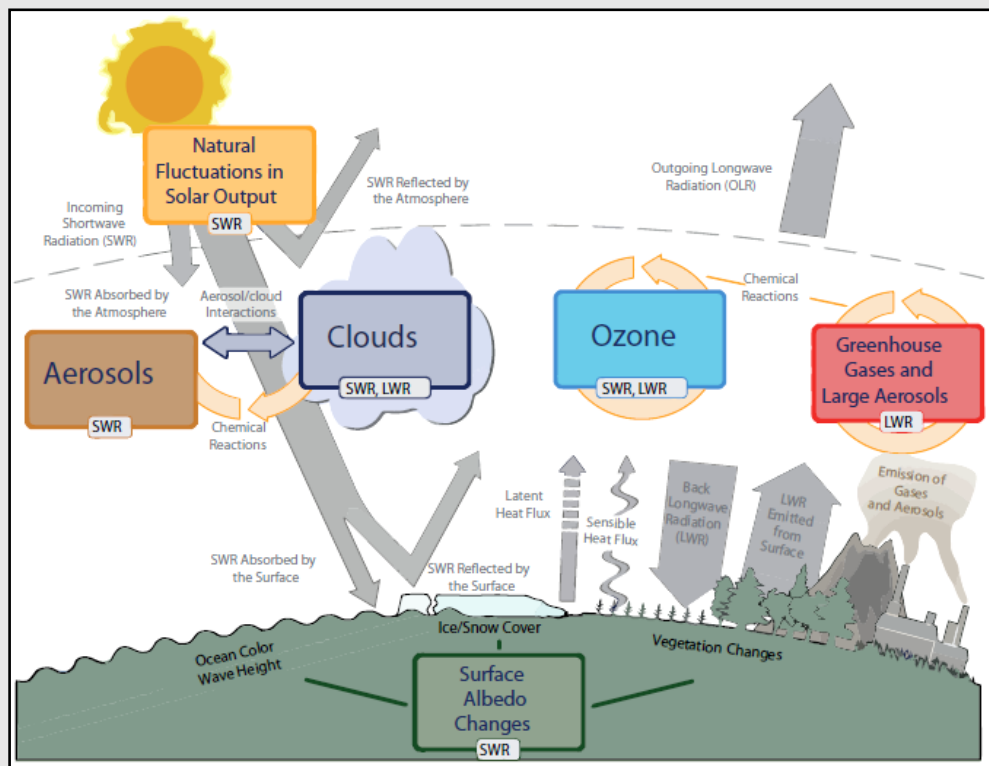 Natural
Fluctuations in
Solar Output
SWR
SWR Reflected by
the Atmosphere
Outgoing Longwave
Radiation (OLR)
Incoming
Shortwave
Radiation (SWR)
SWR Absorbed by
the Atmosphere
Aerosol/cloud
Interactions
Chemical
Reactions
Aerosols
SWR
Clouds
SWR, LWR
Ozone
SWR, LWR
Greenhouse
Gases and
Large Aerosols
LWR
Chemical
Reactions
Latent
Heat Flux
Sensible
Heat Flux
Back
Longwave
Radiation
(LWR)
LWR
Emitted
from
Surface
Emission of
Gases
and Aerosols
SWR Absorbed by
the Surface
SWR Reflected by
the Surface
Ice/Snow Cover
Ocean Color
Wave Height
Vegetation Changes
Surface
Albedo
Changes
SWR